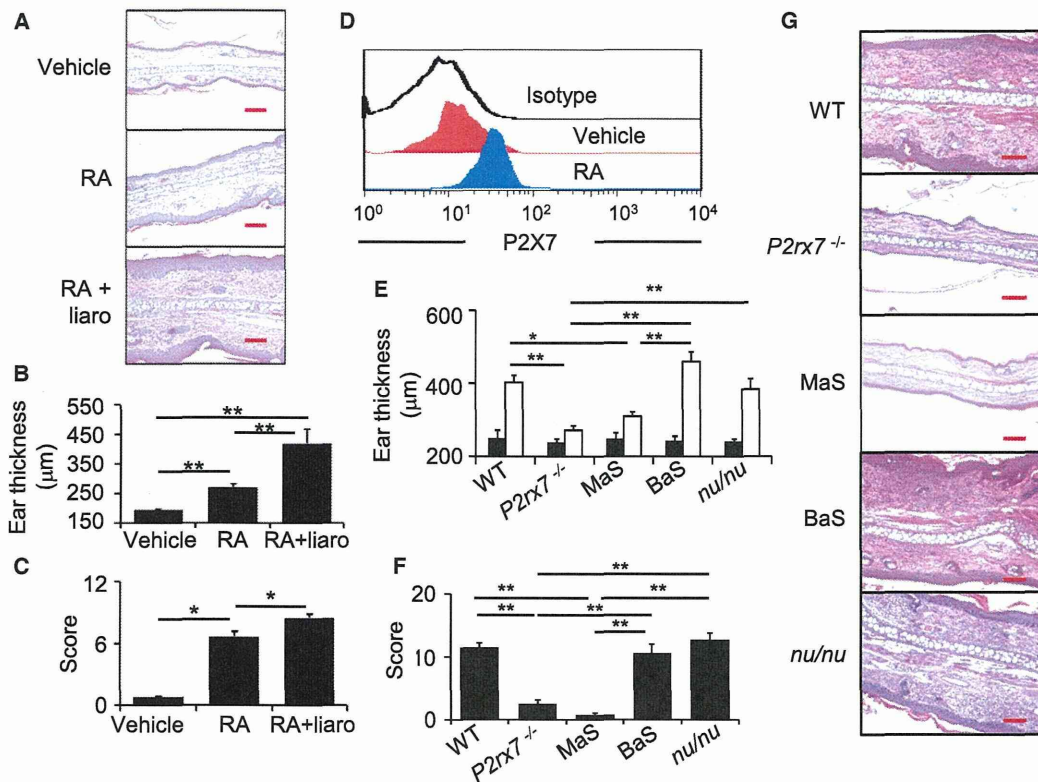 A
Vehicle
RA
RA +
liaro
B
Ear thickness
(μm)
550
450
350
250
150
**
**
**
Vehicle
RA
RA+liaro
C
Score
12
6
0
*
*
Vehicle
RA
RA+liaro
D
Isotype
Vehicle
RA
10⁰
10¹
10²
10³
10⁴
P2X7
E
Ear thickness
(μm)
600
400
200
**
**
*
**
**
WT
P2rx7 -/-
MaS
BaS
nu/nu
F
Score
20
10
0
**
**
**
**
**
**
WT
P2rx7 -/-
MaS
BaS
nu/nu
G
WT
P2rx7 -/-
MaS
BaS
nu/nu